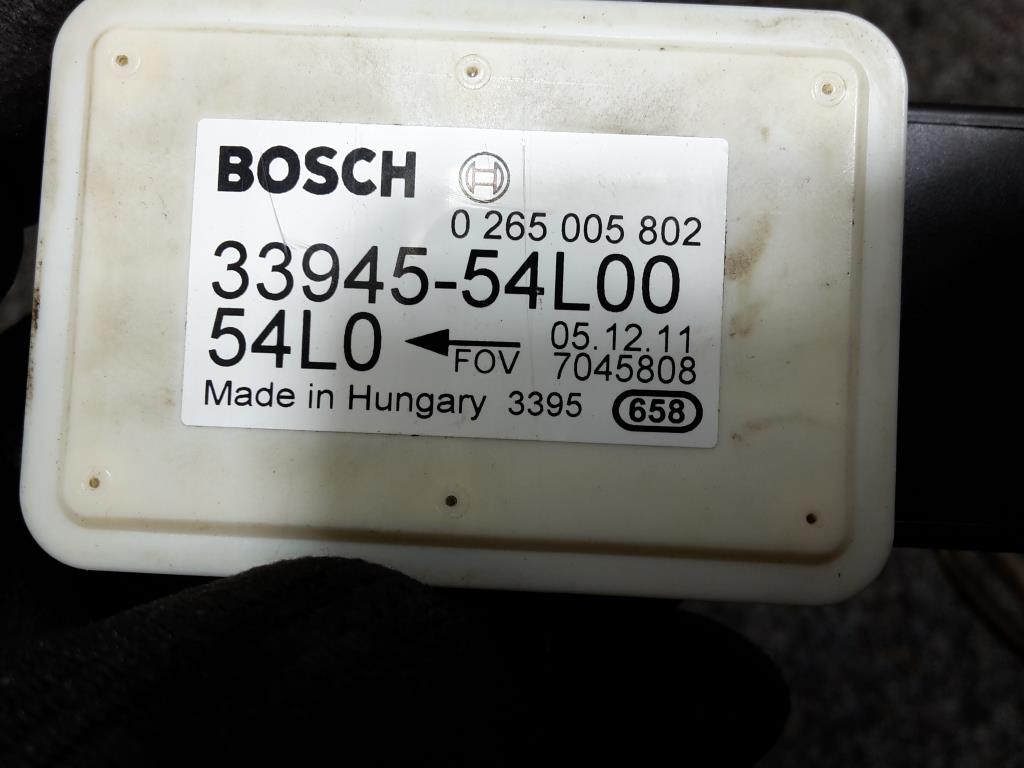 BOSCH
0 265 005 802
33945-54L00
54L0 FOV 05.12.11
7045808
Made in Hungary 3395 658